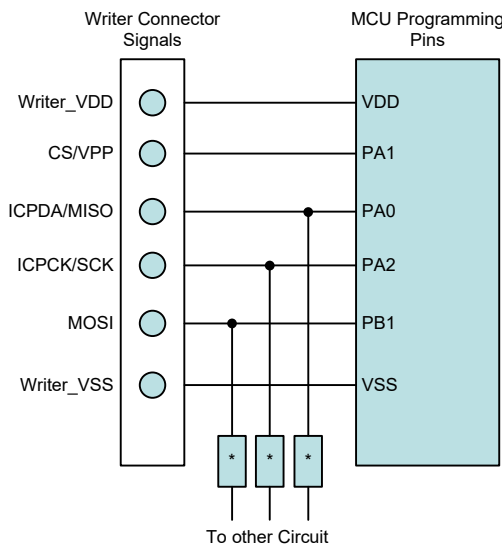 Writer Connector
Signals
MCU Programming
Pins
Writer_VDD
VDD
CS/VPP
PA1
ICPDA/MISO
PA0
ICPCK/SCK
PA2
MOSI
PB1
Writer_VSS
VSS
* * *
To other Circuit